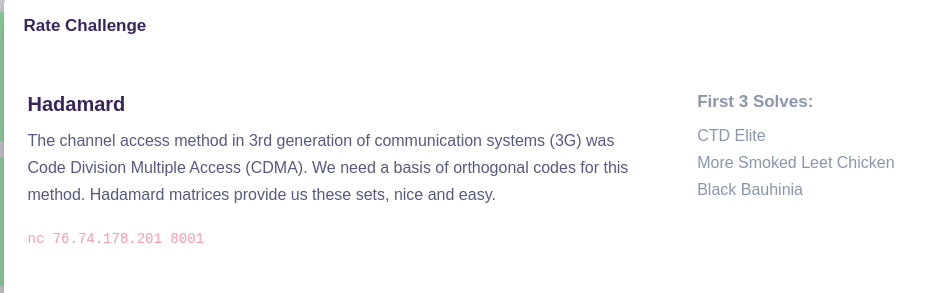 Rate Challenge
Hadamard
The channel access method in 3rd generation of communication systems (3G) was
Code Division Multiple Access (CDMA). We need a basis of orthogonal codes for this
method. Hadamard matrices provide us these sets, nice and easy.
nc 76.74.178.201 8001
First 3 Solves:
CTD Elite
More Smoked Leet Chicken
Black Bauhinia